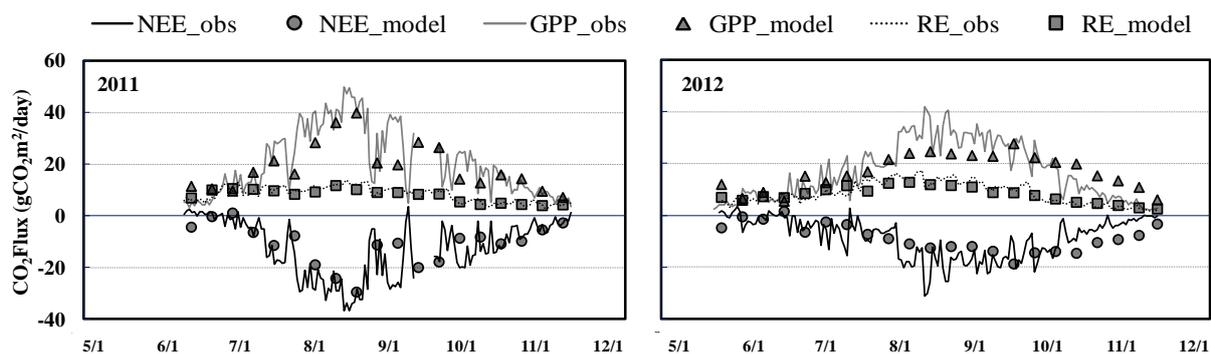 NEE_obs NEE_model GPP_obs GPP_model RE_obs RE_model
CO₂Flux (gCO₂m²/day)
60
40
20
0
-20
-40
2011
5/1 6/1 7/1 8/1 9/1 10/1 11/1 12/1
2012
5/1 6/1 7/1 8/1 9/1 10/1 11/1 12/1